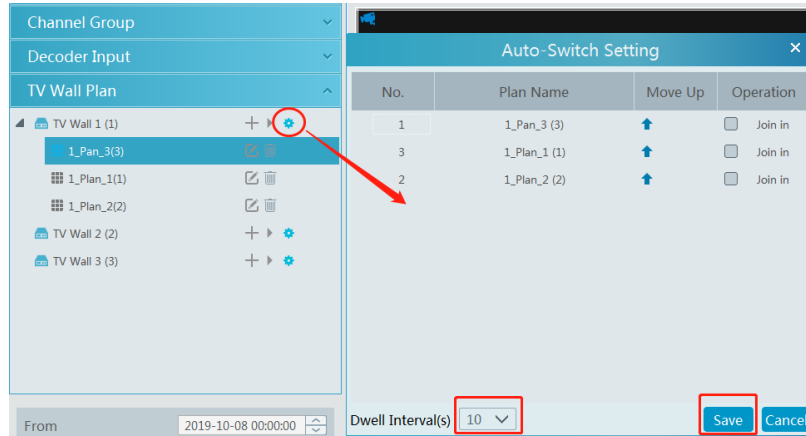 Channel Group
Decoder Input
TV Wall Plan
TV Wall 1 (1)
1_Pan_3(3)
1_Plan_1(1)
1_Plan_2(2)
TV Wall 2 (2)
TV Wall 3 (3)
From 2019-10-08 00:00:00
Auto-Switch Setting
No. Plan Name Move Up Operation
1 1_Pan_3 (3) Join in
3 1_Plan_1 (1) Join in
2 1_Plan_2 (2) Join in
Dwell Interval(s) 10 Save Cancel